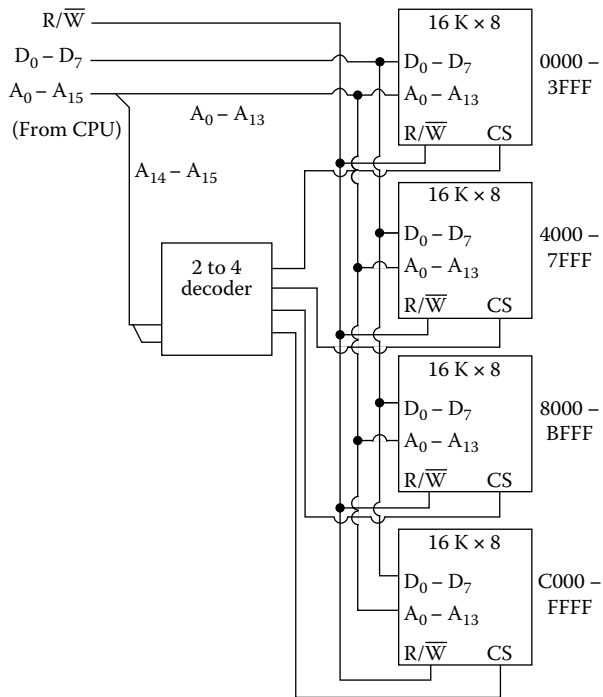 R/W̅
D₀ – D₇
A₀ – A₁₅
(From CPU)
A₀ – A₁₃
A₁₄ – A₁₅
2 to 4
decoder
16 K × 8
D₀ – D₇
A₀ – A₁₃
R/W̅ CS
0000 –
3FFF
16 K × 8
D₀ – D₇
A₀ – A₁₃
R/W̅ CS
4000 –
7FFF
16 K × 8
D₀ – D₇
A₀ – A₁₃
R/W̅ CS
8000 –
BFFF
16 K × 8
D₀ – D₇
A₀ – A₁₃
R/W̅ CS
C000 –
FFFF